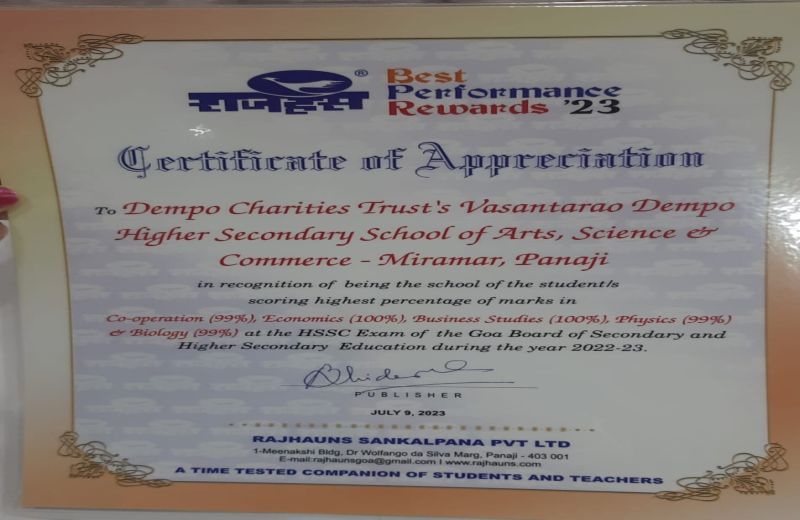 राजहंस®
Best
Performance
Rewards '23
Certificate of Appreciation
To Dempo Charities Trust's Vasantarao Dempo
Higher Secondary School of Arts, Science &
Commerce - Miramar, Panaji
in recognition of being the school of the student/s
scoring highest percentage of marks in
Co-operation (99%), Economics (100%), Business Studies (100%), Physics (99%)
& Biology (99%) at the HSSC Exam of the Goa Board of Secondary and
Higher Secondary Education during the year 2022-23.
PUBLISHER
JULY 9, 2023
RAJHAUNS SANKALPANA PVT LTD
1-Meenakshi Bldg, Dr Wolfango da Silva Marg, Panaji - 403 001
E-mail:rajhaunsgoa@gmail.com I www.rajhauns.com
A TIME TESTED COMPANION OF STUDENTS AND TEACHERS